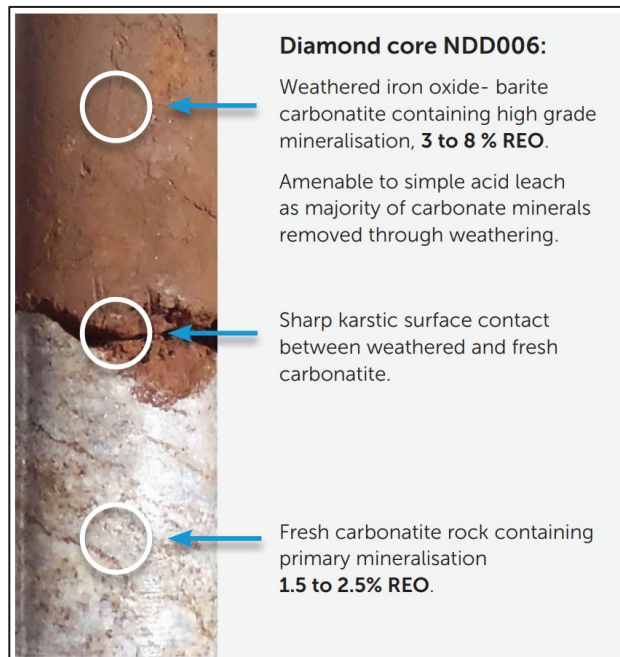 Diamond core NDD006:
Weathered iron oxide- barite
carbonatite containing high grade
mineralisation, 3 to 8 % REO.
Amenable to simple acid leach
as majority of carbonate minerals
removed through weathering.
Sharp karstic surface contact
between weathered and fresh
carbonatite.
Fresh carbonatite rock containing
primary mineralisation
1.5 to 2.5% REO.